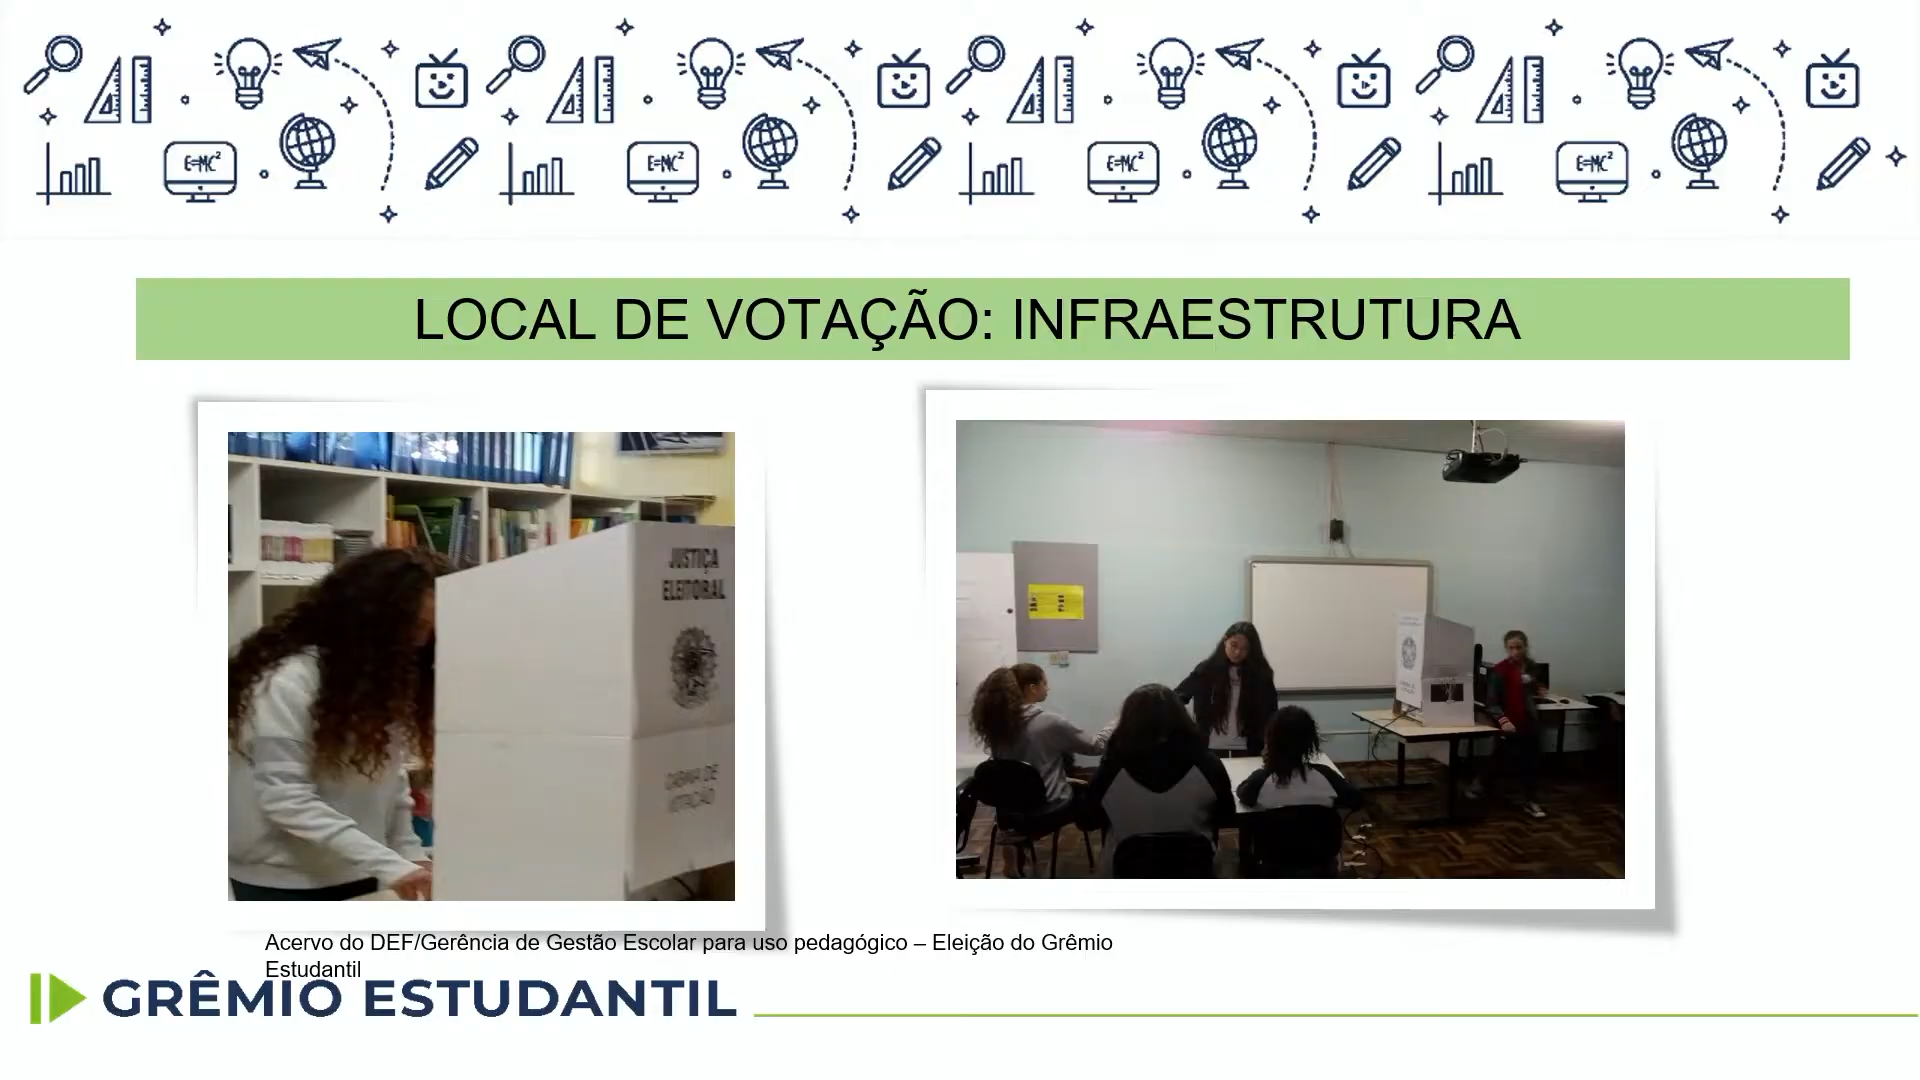 E=MC² E=MC² E=MC² E=MC²
LOCAL DE VOTAÇÃO: INFRAESTRUTURA
JUSTIÇA
ELEITORAL
CABINA DE
VOTAÇÃO
Acervo do DEF/Gerência de Gestão Escolar para uso pedagógico – Eleição do Grêmio
Estudantil
GRÊMIO ESTUDANTIL